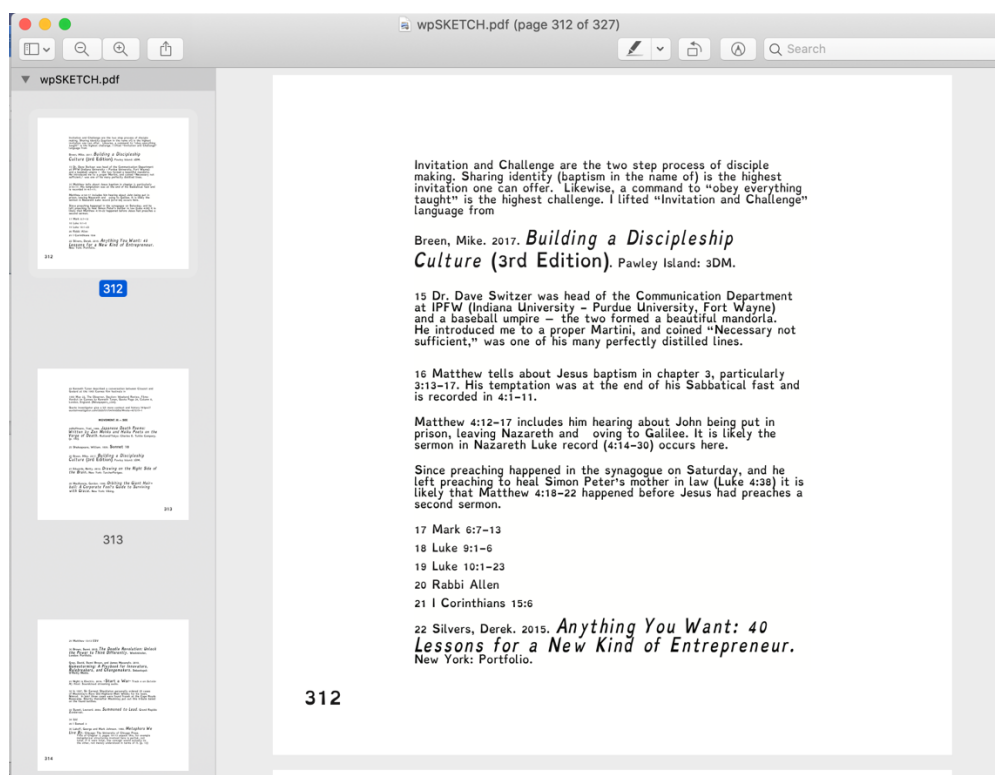 wpSKETCH.pdf (page 312 of 327)
Search
wpSKETCH.pdf
312
312
313
313
314
Invitation and Challenge are the two step process of disciple
making. Sharing identity (baptism in the name of) is the highest
invitation one can offer.  Likewise, a command to “obey everything
taught” is the highest challenge. I lifted “Invitation and Challenge”
language from
Breen, Mike. 2017. Building a Discipleship
Culture (3rd Edition). Pawley Island: 3DM.
15 Dr. Dave Switzer was head of the Communication Department
at IPFW (Indiana University – Purdue University, Fort Wayne)
and a baseball umpire — the two formed a beautiful mandorla.
He introduced me to a proper Martini, and coined “Necessary not
sufficient,” was one of his many perfectly distilled lines.
16 Matthew tells about Jesus baptism in chapter 3, particularly
3:13–17. His temptation was at the end of his Sabbatical fast and
is recorded in 4:1–11.
Matthew 4:12–17 includes him hearing about John being put in
prison, leaving Nazareth and   oving to Galilee. It is likely the
sermon in Nazareth Luke record (4:14–30) occurs here.
Since preaching happened in the synagogue on Saturday, and he
left preaching to heal Simon Peter’s mother in law (Luke 4:38) it is
likely that Matthew 4:18–22 happened before Jesus had preaches a
second sermon.
17 Mark 6:7–13
18 Luke 9:1–6
19 Luke 10:1–23
20 Rabbi Allen
21 I Corinthians 15:6
22 Silvers, Derek. 2015. Anything You Want: 40
Lessons for a New Kind of Entrepreneur.
New York: Portfolio.
312